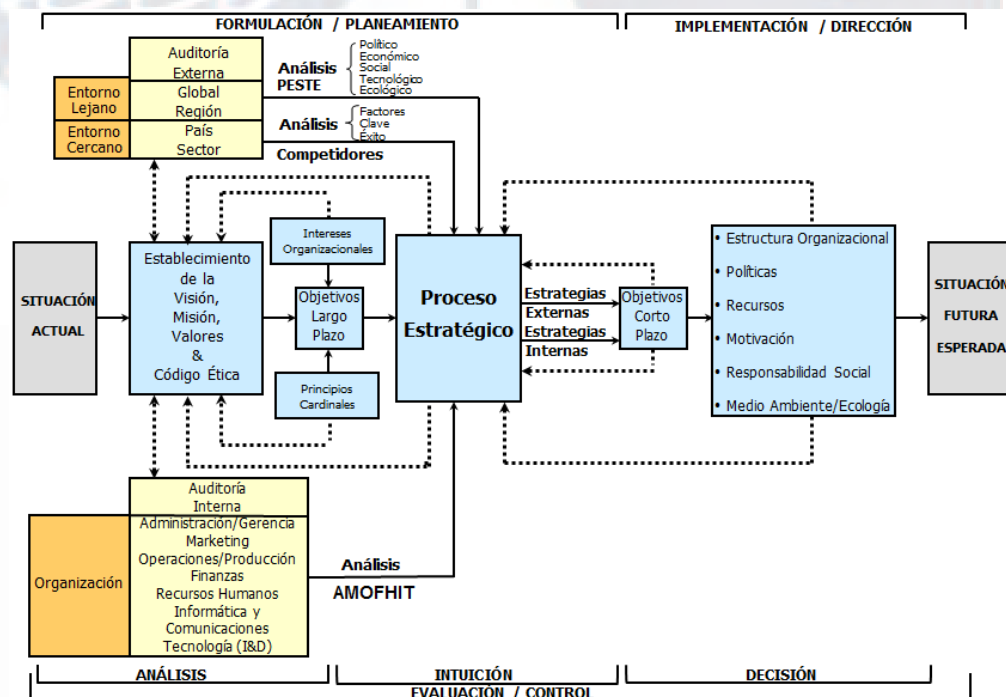 FORMULACIÓN / PLANEAMIENTO
IMPLEMENTACIÓN / DIRECCIÓN
Auditoría
Externa
Entorno
Lejano
Global
Región
Entorno
Cercano
País
Sector
Análisis
PESTE
Político
Económico
Social
Tecnológico
Ecológico
Análisis
Factores
Clave
Éxito
Competidores
SITUACIÓN
ACTUAL
Establecimiento
de la
Visión,
Misión,
Valores
&
Código Ética
Intereses
Organizacionales
Objetivos
Largo
Plazo
Principios
Cardinales
Proceso
Estratégico
Estrategias
Externas
Estrategias
Internas
Objetivos
Corto
Plazo
• Estructura Organizacional
• Políticas
• Recursos
• Motivación
• Responsabilidad Social
• Medio Ambiente/Ecología
SITUACIÓN
FUTURA
ESPERADA
Auditoría
Interna
Organización
Administración/Gerencia
Marketing
Operaciones/Producción
Finanzas
Recursos Humanos
Informática y
Comunicaciones
Tecnología (I&D)
Análisis
AMOFHIT
ANÁLISIS
INTUICIÓN
DECISIÓN
EVALUACIÓN / CONTROL